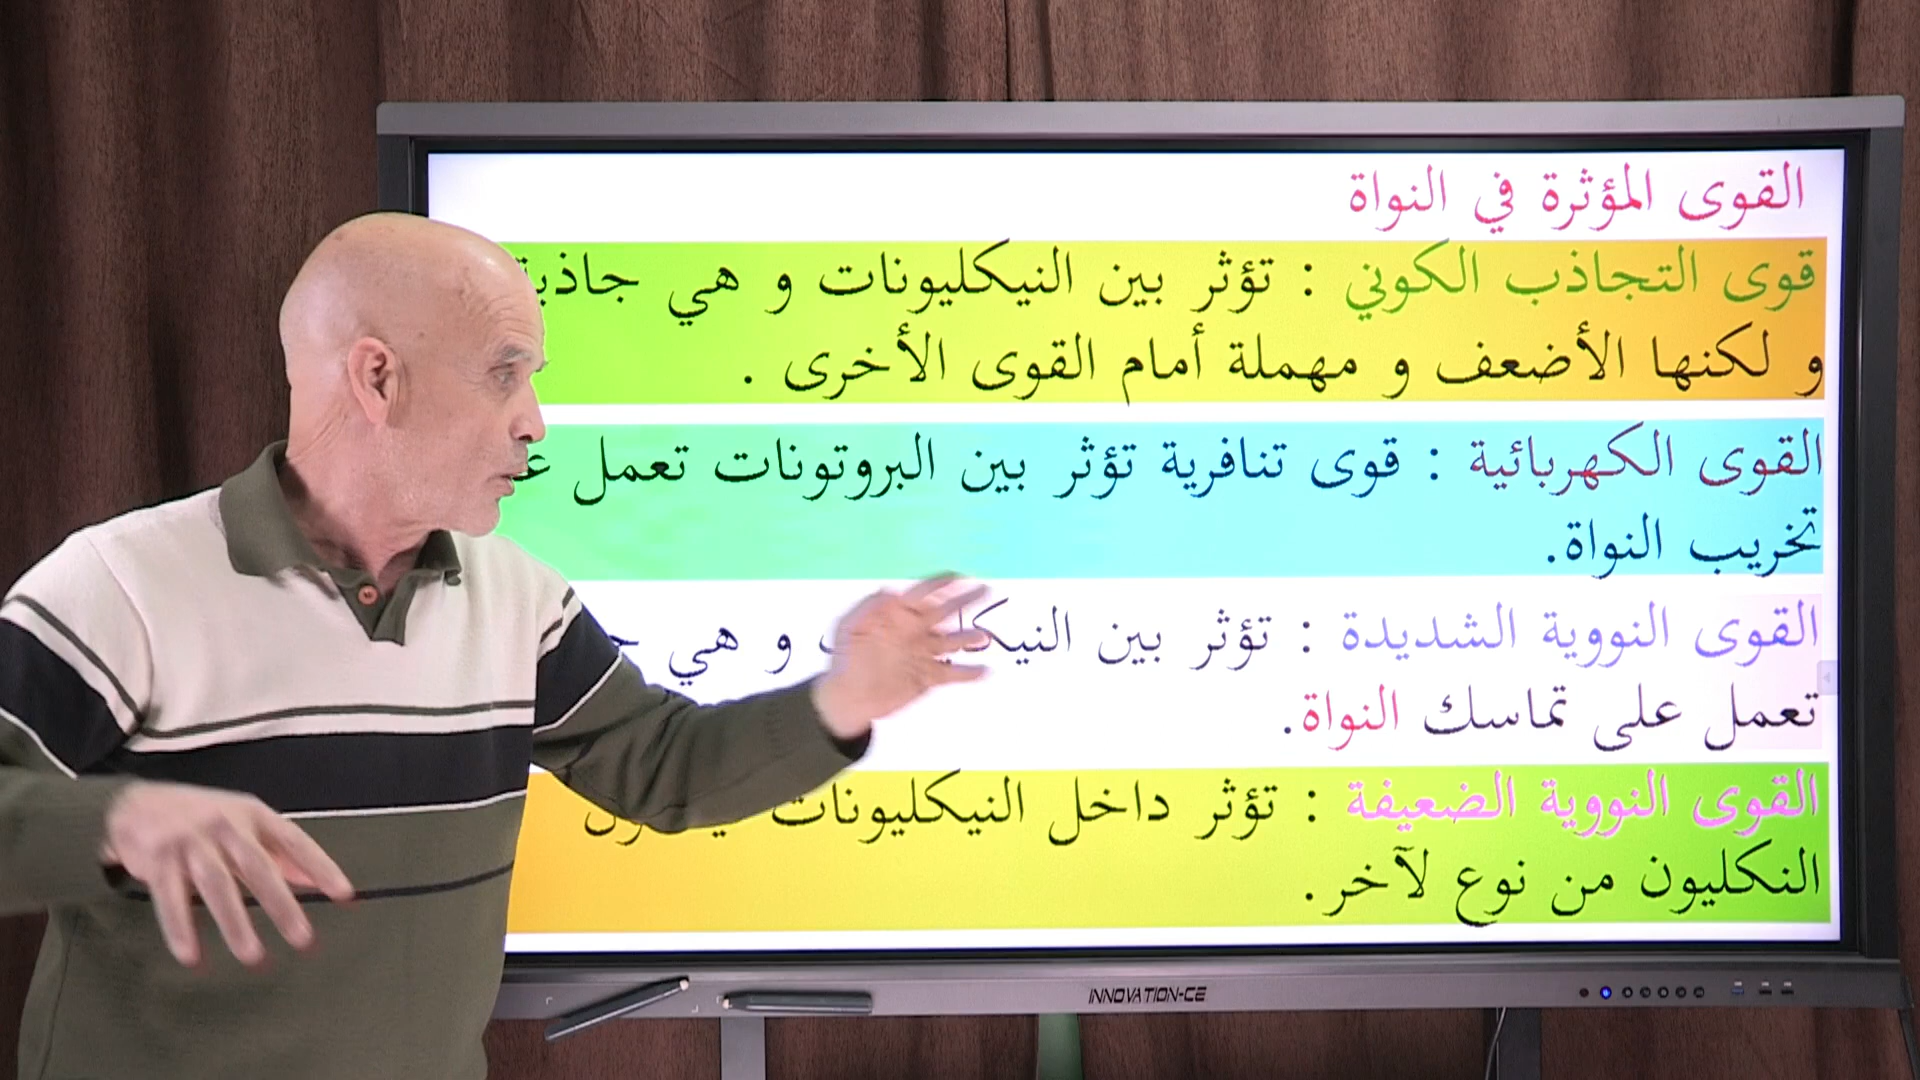 القوى المؤثرة في النواة
قوى التجاذب الكوني : تؤثر بين النيكليونات و هي
و لكنها الأضعف و مهملة أمام القوى الأخرى .
القوى الكهربائية : قوى تنافرية تؤثر بين البروتونات تعمل
تخريب النواة.
القوى النووية الشديدة : تؤثر بين و هي
تعمل على تماسك النواة.
القوى النووية الضعيفة : تؤثر داخل النيكليونات
النكليون من نوع لآخر.
INNOVATION-CE